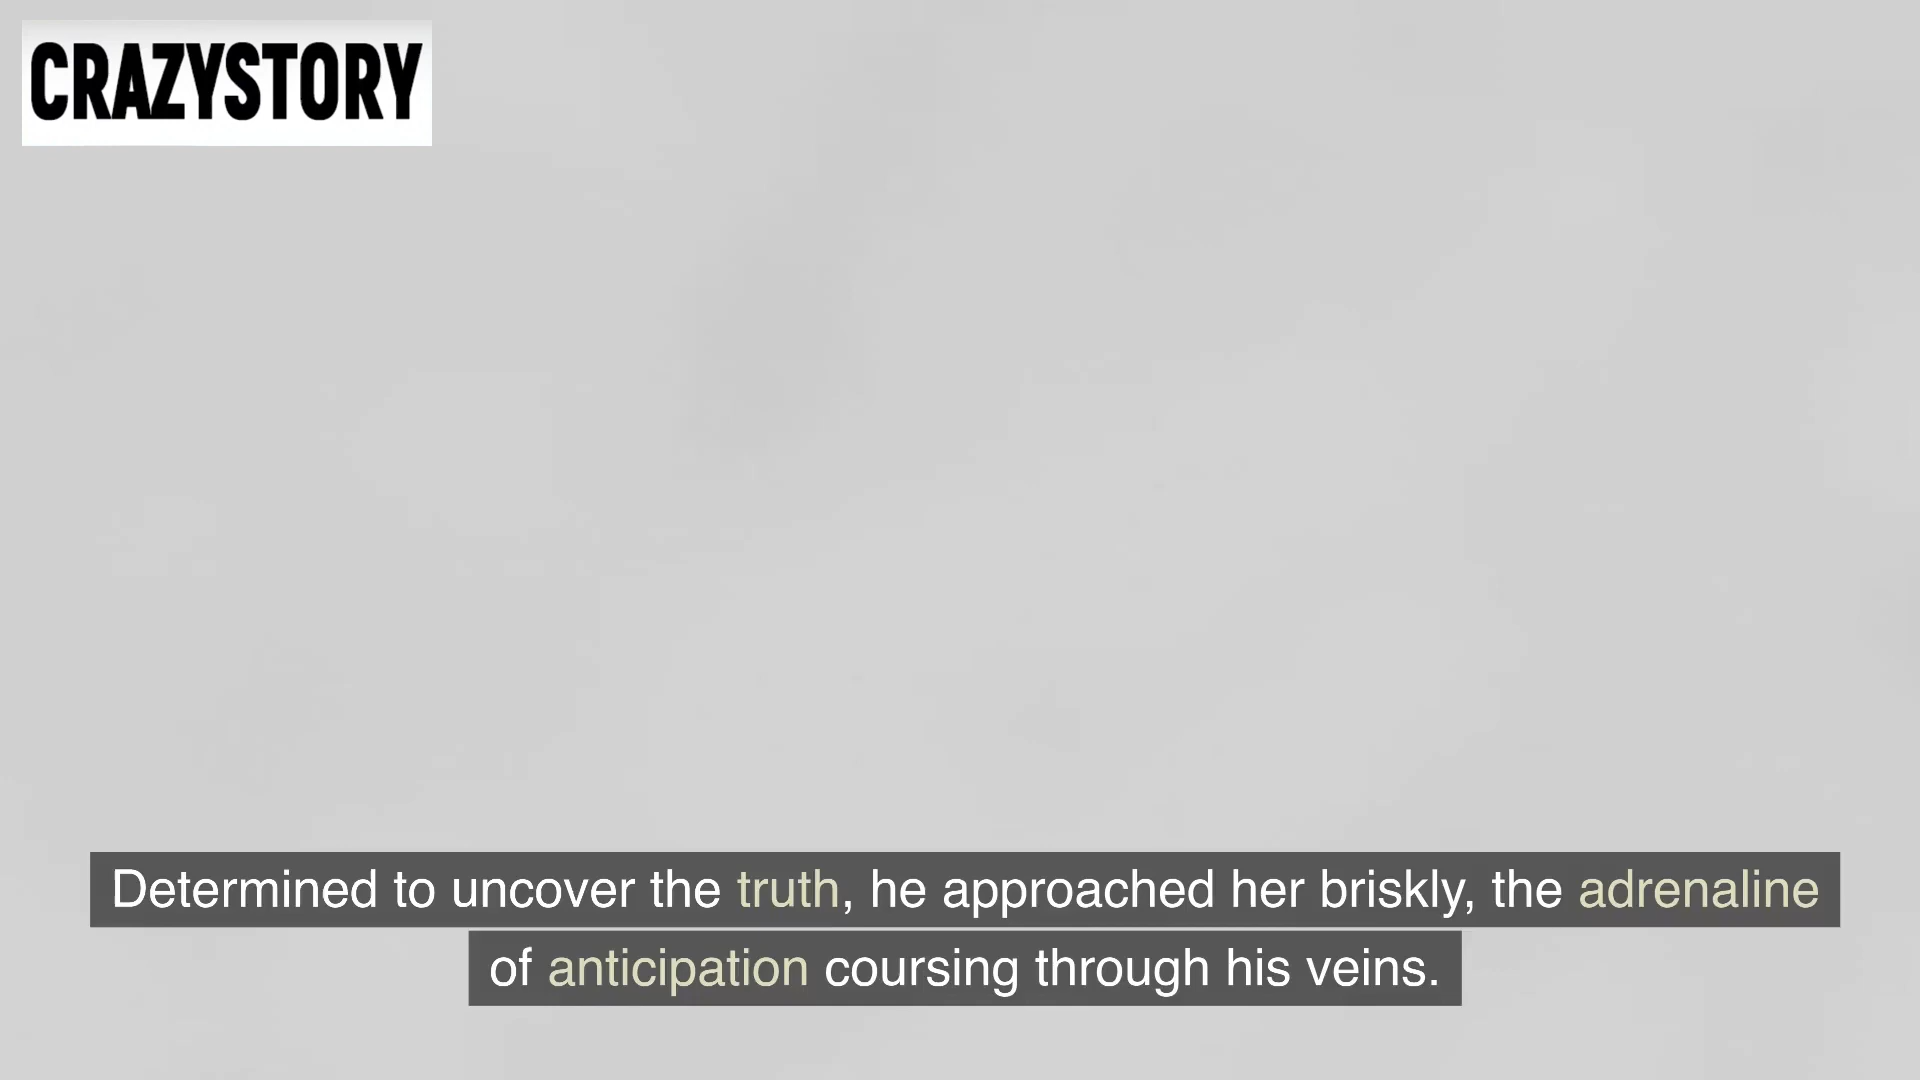 CRAZYSTORY
Determined to uncover the truth, he approached her briskly, the adrenaline
of anticipation coursing through his veins.